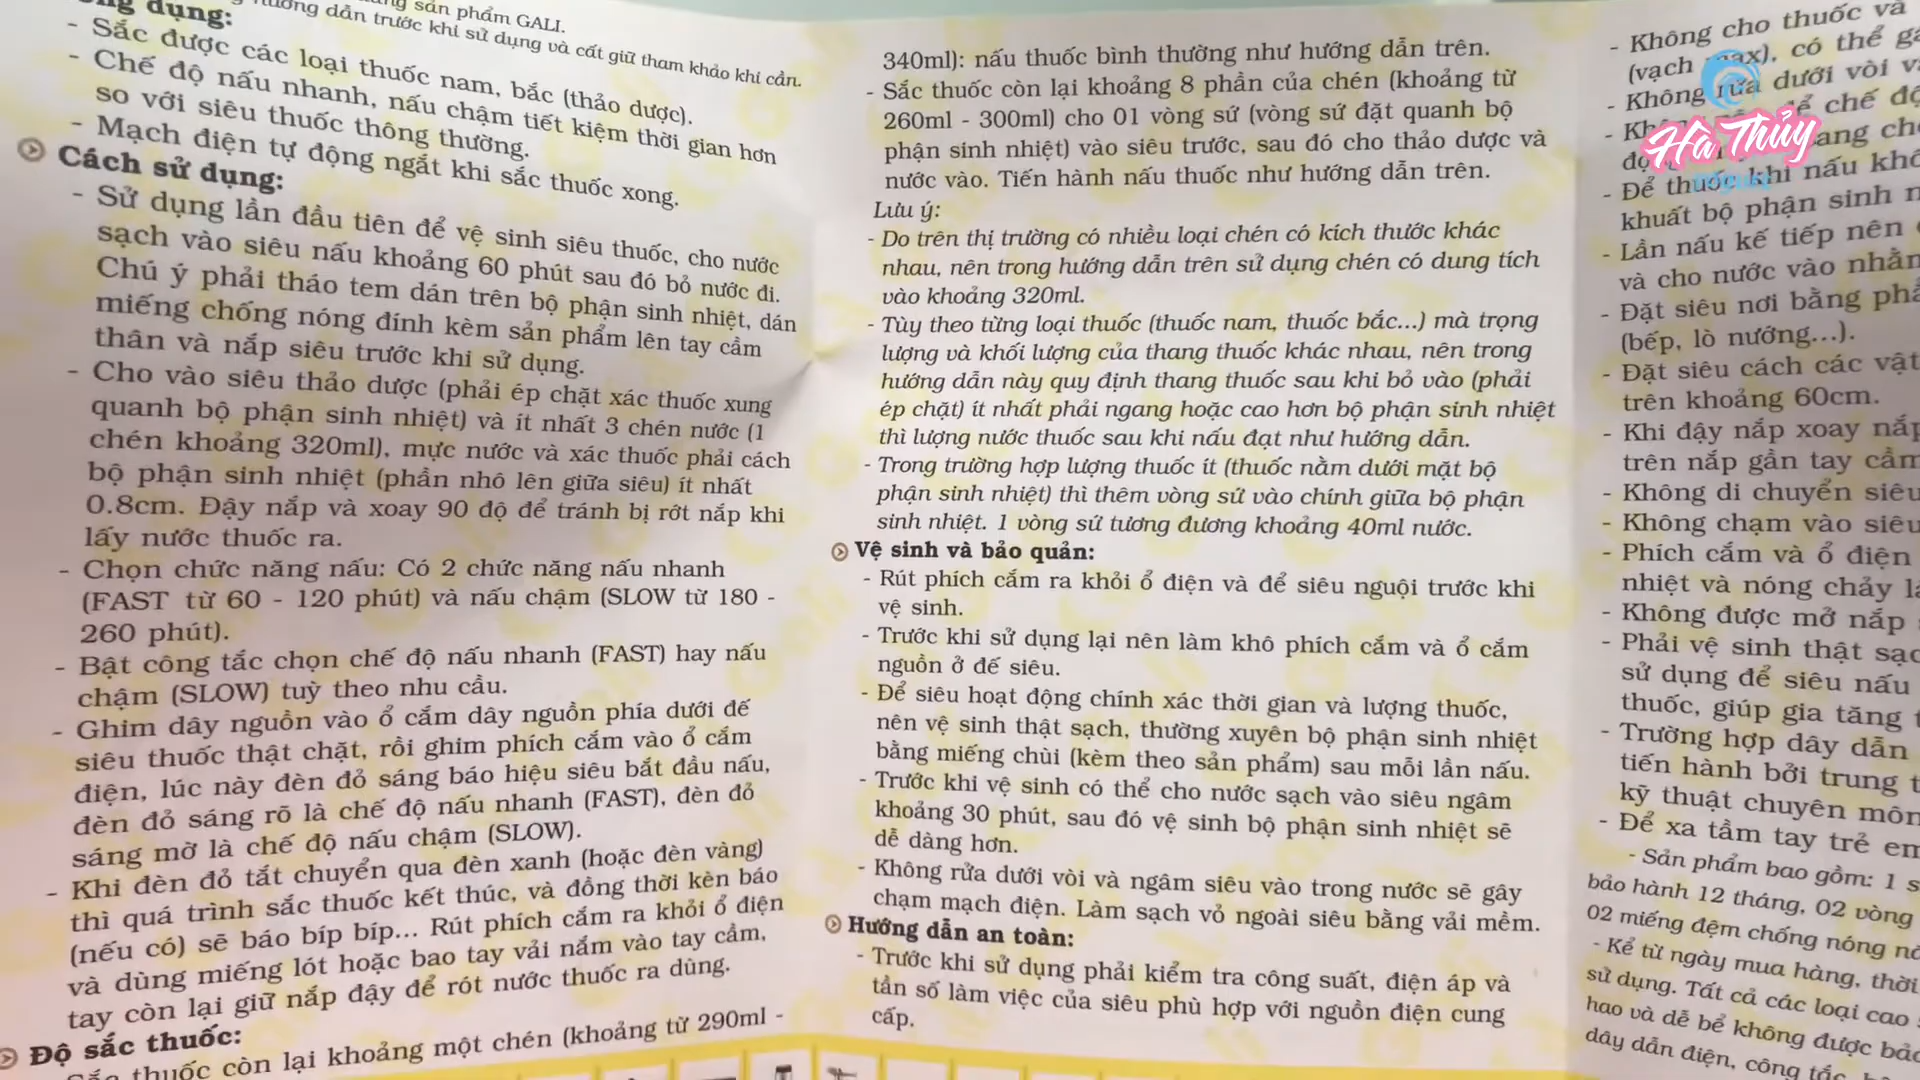 sản phẩm GALI.
hướng dẫn trước khi sử dụng và cất giữ tham khảo khi cần.
dụng:
- Sắc được các loại thuốc nam, bắc (thảo dược).
- Chế độ nấu nhanh, nấu chậm tiết kiệm thời gian hơn
so với siêu thuốc thông thường.
- Mạch điện tự động ngắt khi sắc thuốc xong.
Cách sử dụng:
- Sử dụng lần đầu tiên để vệ sinh siêu thuốc, cho nước
sạch vào siêu nấu khoảng 60 phút sau đó bỏ nước đi.
Chú ý phải tháo tem dán trên bộ phận sinh nhiệt, dán
miếng chống nóng đính kèm sản phẩm lên tay cầm
thân và nắp siêu trước khi sử dụng.
- Cho vào siêu thảo dược (phải ép chặt xác thuốc xung
quanh bộ phận sinh nhiệt) và ít nhất 3 chén nước (1
chén khoảng 320ml), mực nước và xác thuốc phải cách
bộ phận sinh nhiệt (phần nhô lên giữa siêu) ít nhất
0.8cm. Đậy nắp và xoay 90 độ để tránh bị rớt nắp khi
lấy nước thuốc ra.
- Chọn chức năng nấu: Có 2 chức năng nấu nhanh
(FAST từ 60 - 120 phút) và nấu chậm (SLOW từ 180 -
260 phút).
- Bật công tắc chọn chế độ nấu nhanh (FAST) hay nấu
chậm (SLOW) tuỳ theo nhu cầu.
- Ghim dây nguồn vào ổ cắm dây nguồn phía dưới đế
siêu thuốc thật chặt, rồi ghim phích cắm vào ổ cắm
điện, lúc này đèn đỏ sáng báo hiệu siêu bắt đầu nấu,
đèn đỏ sáng rõ là chế độ nấu nhanh (FAST), đèn đỏ
sáng mờ là chế độ nấu chậm (SLOW).
- Khi đèn đỏ tắt chuyển qua đèn xanh (hoặc đèn vàng)
thì quá trình sắc thuốc kết thúc, và đồng thời kèn báo
(nếu có) sẽ báo bíp bíp... Rút phích cắm ra khỏi ổ điện
và dùng miếng lót hoặc bao tay vải nắm vào tay cầm,
tay còn lại giữ nắp đậy để rót nước thuốc ra dùng.
Độ sắc thuốc:
thuốc còn lại khoảng một chén (khoảng từ 290ml -
340ml): nấu thuốc bình thường như hướng dẫn trên.
- Sắc thuốc còn lại khoảng 8 phần của chén (khoảng từ
260ml - 300ml) cho 01 vòng sứ (vòng sứ đặt quanh bộ
phận sinh nhiệt) vào siêu trước, sau đó cho thảo dược và
nước vào. Tiến hành nấu thuốc như hướng dẫn trên.
Lưu ý:
- Do trên thị trường có nhiều loại chén có kích thước khác
nhau, nên trong hướng dẫn trên sử dụng chén có dung tích
vào khoảng 320ml.
- Tùy theo từng loại thuốc (thuốc nam, thuốc bắc...) mà trọng
lượng và khối lượng của thang thuốc khác nhau, nên trong
hướng dẫn này quy định thang thuốc sau khi bỏ vào (phải
ép chặt) ít nhất phải ngang hoặc cao hơn bộ phận sinh nhiệt
thì lượng nước thuốc sau khi nấu đạt như hướng dẫn.
- Trong trường hợp lượng thuốc ít (thuốc nằm dưới mặt bộ
phận sinh nhiệt) thì thêm vòng sứ vào chính giữa bộ phận
sinh nhiệt. 1 vòng sứ tương đương khoảng 40ml nước.
Vệ sinh và bảo quản:
- Rút phích cắm ra khỏi ổ điện và để siêu nguội trước khi
vệ sinh.
- Trước khi sử dụng lại nên làm khô phích cắm và ổ cắm
nguồn ở đế siêu.
- Để siêu hoạt động chính xác thời gian và lượng thuốc,
nên vệ sinh thật sạch, thường xuyên bộ phận sinh nhiệt
bằng miếng chùi (kèm theo sản phẩm) sau mỗi lần nấu.
- Trước khi vệ sinh có thể cho nước sạch vào siêu ngâm
khoảng 30 phút, sau đó vệ sinh bộ phận sinh nhiệt sẽ
dễ dàng hơn.
- Không rửa dưới vòi và ngâm siêu vào trong nước sẽ gây
chạm mạch điện. Làm sạch vỏ ngoài siêu bằng vải mềm.
Hướng dẫn an toàn:
- Trước khi sử dụng phải kiểm tra công suất, điện áp và
tần số làm việc của siêu phù hợp với nguồn điện cung
cấp.
- Không cho thuốc và
(vạch có thể
- Không rửa dưới vòi
để chế độ
Hà Thủy
- Để thuốc khi nấu
khuất bộ phận sinh
- Lần nấu kế tiếp nên
và cho nước vào
- Đặt siêu nơi bằng
(bếp, lò nướng...).
- Đặt siêu cách các vật
trên khoảng 60cm.
- Khi đậy nắp xoay nắp
trên nắp gần tay cầm
- Không di chuyển siêu
- Không chạm vào siêu
- Phích cắm và ổ điện
nhiệt và nóng chảy
- Không được mở nắp
- Phải vệ sinh thật
sử dụng để siêu nấu
thuốc, giúp gia tăng
- Trường hợp dây dẫn
tiến hành bởi trung
kỹ thuật chuyên môn
- Để xa tầm tay trẻ em
- Sản phẩm bao gồm: 1
bảo hành 12 tháng, 02 vòng
02 miếng đệm chống nóng
- Kể từ ngày mua hàng, thời
sử dụng. Tất cả các loại cao
hao và dễ bể không được
dây dẫn điện, công tắc,